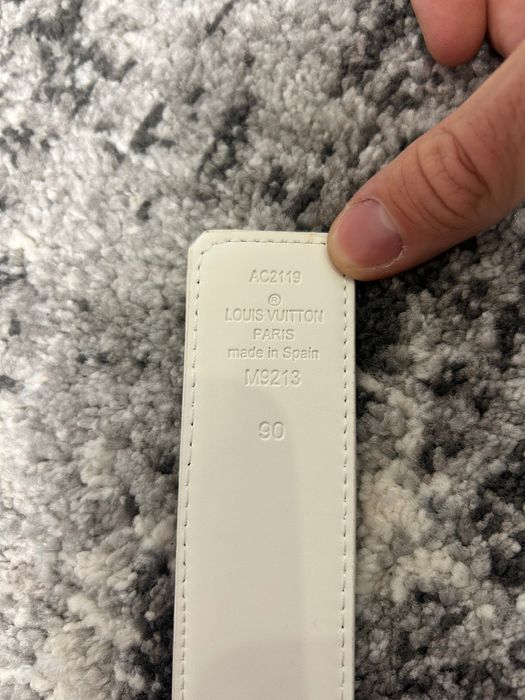 AC2119
®
LOUIS VUITTON
PARIS
made in Spain
M9213
90